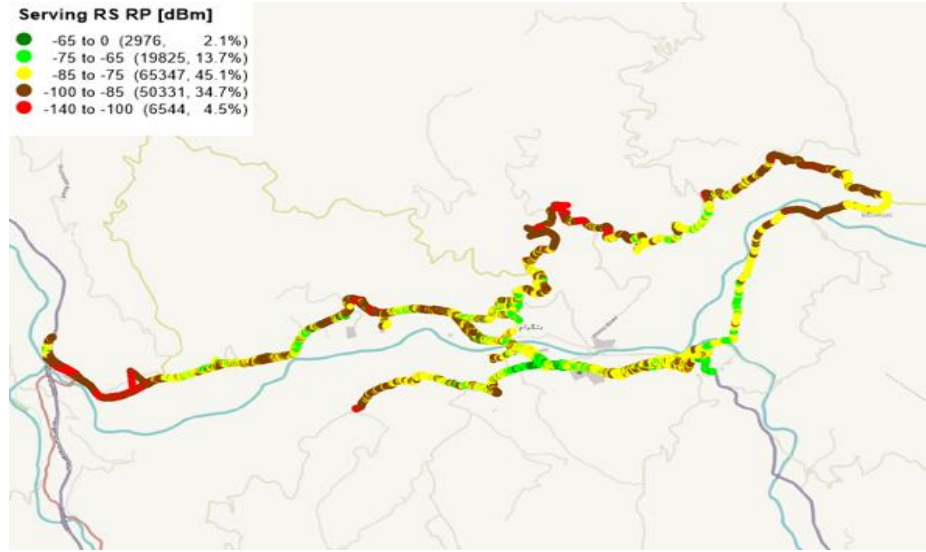 Serving RS RP [dBm]
-65 to 0 (2976, 2.1%)
-75 to -65 (19825, 13.7%)
-85 to -75 (65347, 45.1%)
-100 to -85 (50331, 34.7%)
-140 to -100 (6544, 4.5%)